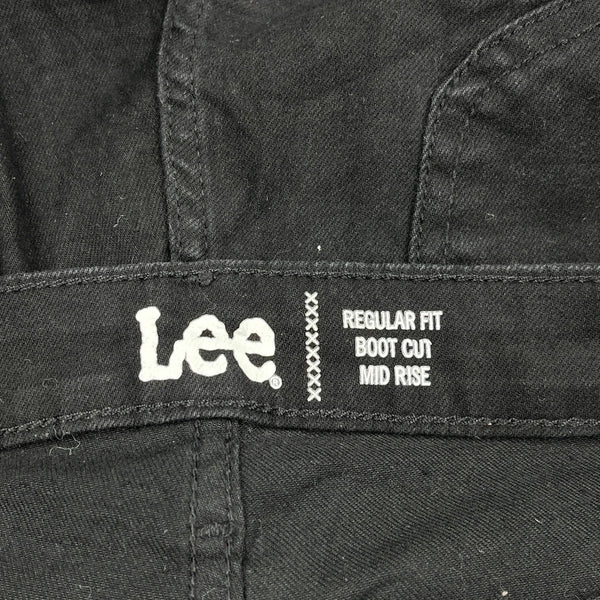 Lee®
REGULAR FIT
BOOT CUT
MID RISE